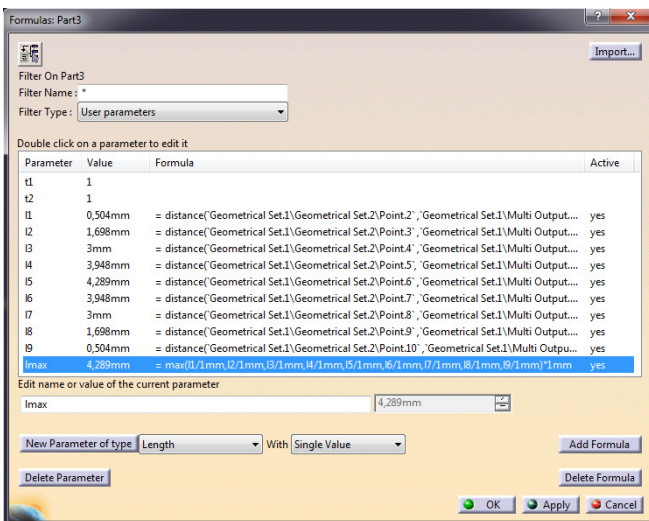 Formulas: Part3
Import...
Filter On Part3
Filter Name : *
Filter Type : User parameters
Double click on a parameter to edit it
Parameter Value Formula Active
t1 1
t2 1
l1 0,504mm = distance(`Geometrical Set.1\Geometrical Set.2\Point.2` ,`Geometrical Set.1\Multi Output.... yes
l2 1,698mm = distance(`Geometrical Set.1\Geometrical Set.2\Point.3` ,`Geometrical Set.1\Multi Output.... yes
l3 3mm = distance(`Geometrical Set.1\Geometrical Set.2\Point.4` ,`Geometrical Set.1\Multi Output.... yes
l4 3,948mm = distance(`Geometrical Set.1\Geometrical Set.2\Point.5`, `Geometrical Set.1\Multi Output.... yes
l5 4,289mm = distance(`Geometrical Set.1\Geometrical Set.2\Point.6` ,`Geometrical Set.1\Multi Output.... yes
l6 3,948mm = distance(`Geometrical Set.1\Geometrical Set.2\Point.7` ,`Geometrical Set.1\Multi Output.... yes
l7 3mm = distance(`Geometrical Set.1\Geometrical Set.2\Point.8` ,`Geometrical Set.1\Multi Output.... yes
l8 1,698mm = distance(`Geometrical Set.1\Geometrical Set.2\Point.9` ,`Geometrical Set.1\Multi Output.... yes
l9 0,504mm = distance(`Geometrical Set.1\Geometrical Set.2\Point.10` ,`Geometrical Set.1\Multi Outpu... yes
lmax 4,289mm = max(l1/1mm,l2/1mm,l3/1mm,l4/1mm,l5/1mm,l6/1mm,l7/1mm,l8/1mm,l9/1mm)*1mm yes
Edit name or value of the current parameter
lmax 4,289mm
New Parameter of type Length With Single Value Add Formula
Delete Parameter Delete Formula
OK Apply Cancel